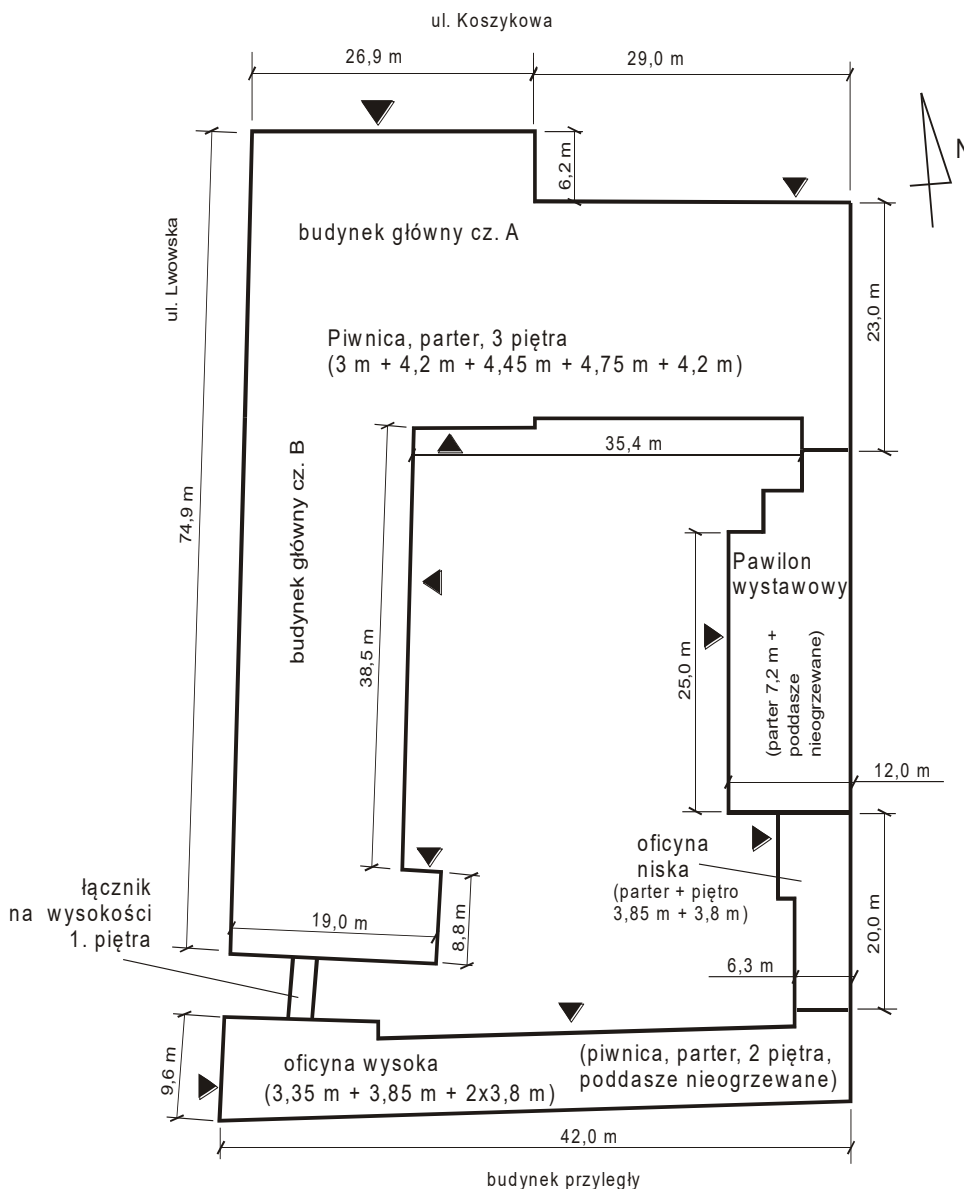 ul. Koszykowa
26,9 m
29,0 m
6,2 m
N
budynek główny cz. A
ul. Lwowska
23,0 m
Piwnica, parter, 3 piętra
(3 m + 4,2 m + 4,45 m + 4,75 m + 4,2 m)
35,4 m
budynek główny cz. B
74,9 m
Pawilon
wystawowy
38,5 m
25,0 m
(parter 7,2 m +
poddasze
nieogrzewane)
12,0 m
oficyna
niska
(parter + piętro
3,85 m + 3,8 m)
łącznik
na wysokości
1. piętra
19,0 m
8,8 m
20,0 m
6,3 m
9,6 m
oficyna wysoka
(3,35 m + 3,85 m + 2x3,8 m)
(piwnica, parter, 2 piętra,
poddasze nieogrzewane)
42,0 m
budynek przyległy